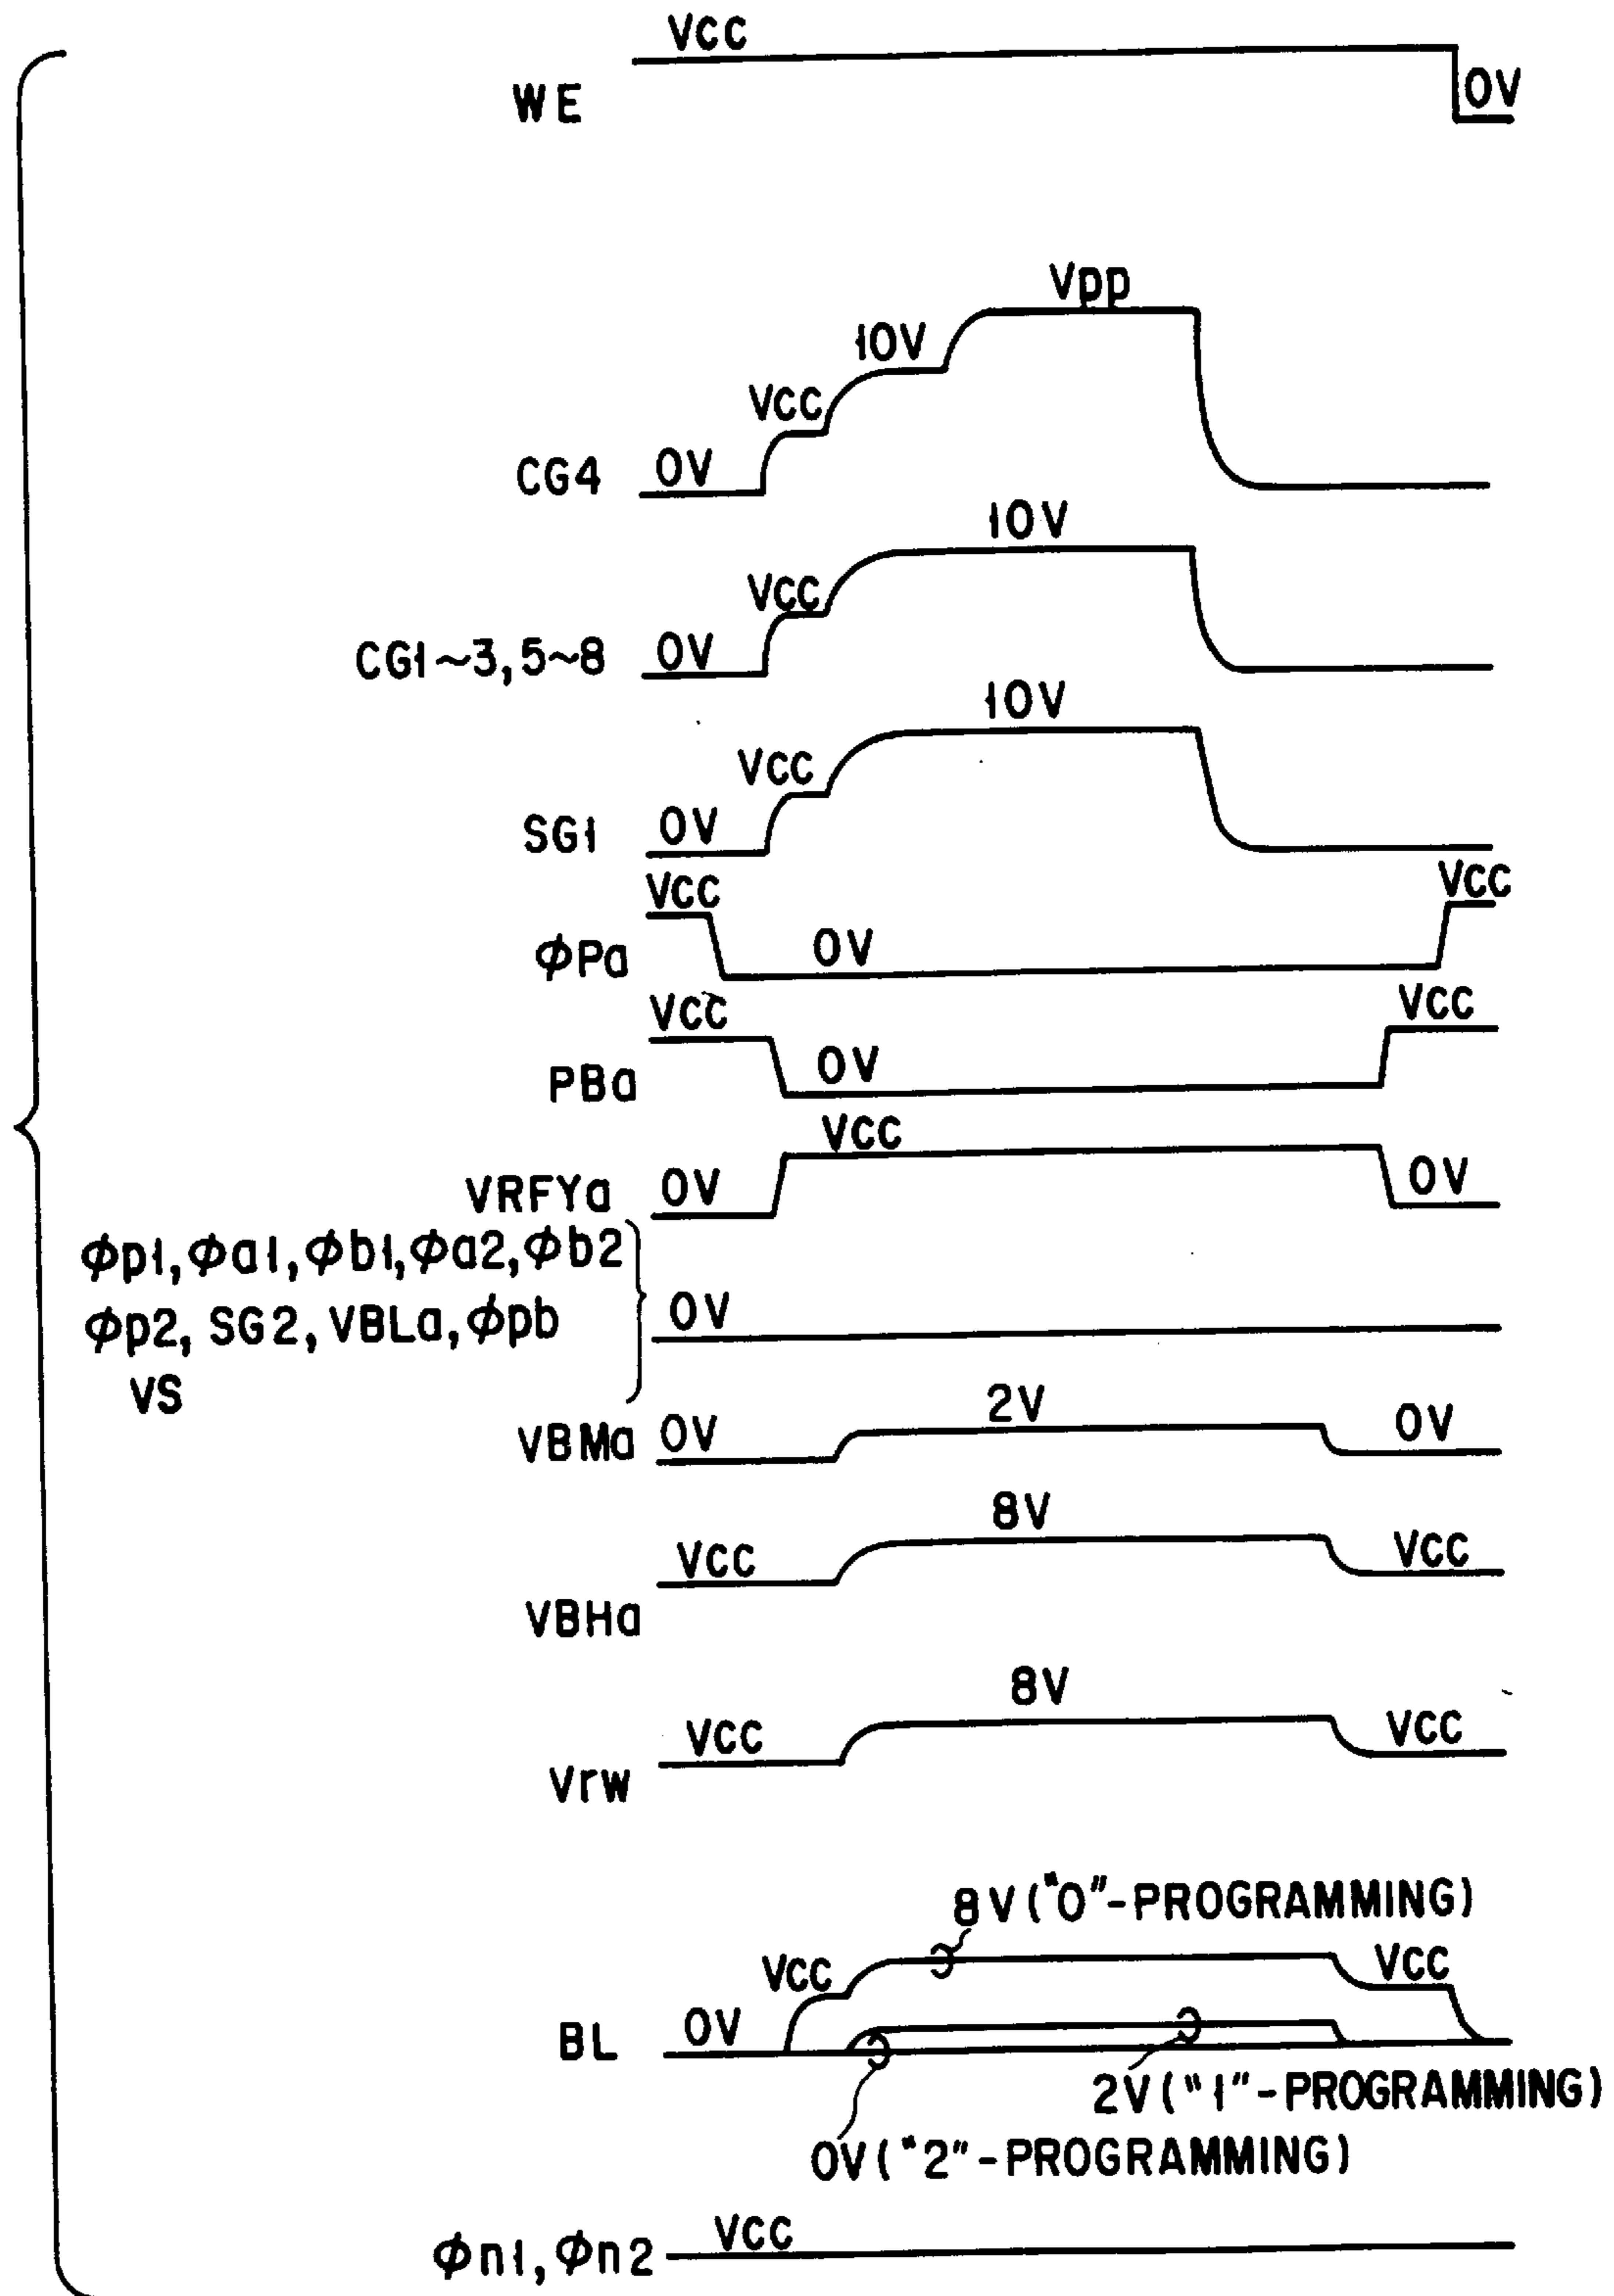 VCC
WE 0V
Vpp
10V
VCC
CG4 0V
10V
VCC
CG1~3,5~8 0V
10V
VCC
SG1 0V
VCC VCC
ϕPa 0V
VCC VCC
PBa 0V
VCC
VRFYa 0V 0V
ϕp1,ϕa1,ϕb1,ϕa2,ϕb2
ϕp2, SG2, VBLa, ϕpb 0V
VS
2V
VBMa 0V 0V
8V
VCC VCC
VBHa
8V
VCC VCC
Vrw
8V ("0"-PROGRAMMING)
VCC VCC
BL 0V
2V ("1"-PROGRAMMING)
0V ("2"-PROGRAMMING)
ϕn1, ϕn2 VCC